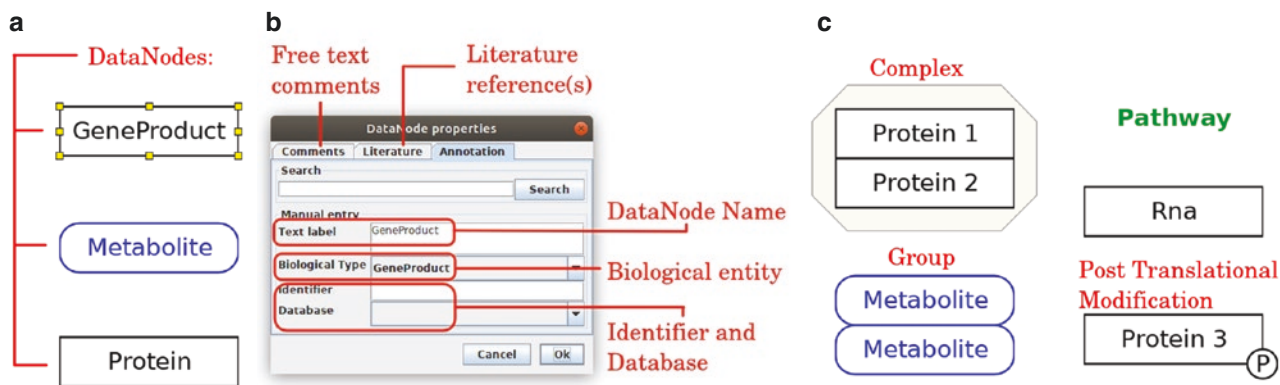 a
DataNodes:
GeneProduct
Metabolite
Protein
b
Free text
comments
Literature
reference(s)
DataNode properties
Comments Literature Annotation
Search
Search
Manual entry
Text label GeneProduct
Biological Type GeneProduct
Identifier
Database
Cancel Ok
DataNode Name
Biological entity
Identifier and
Database
c
Complex
Protein 1
Protein 2
Group
Metabolite
Metabolite
Pathway
Rna
Post Translational
Modification
Protein 3
P